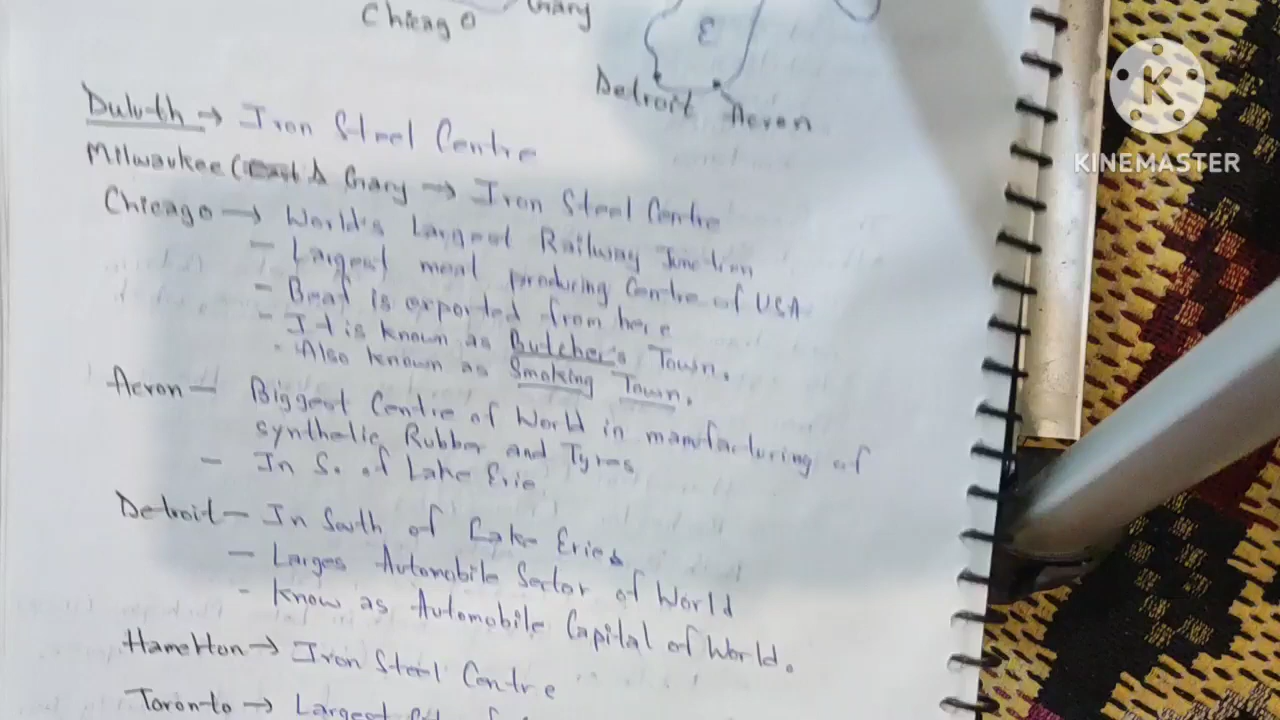 Chicago Gary
E
Detroit Acron
Duluth → Iron Steel Centre
Milwaukee & Gary → Iron Steel Centre
Chicago → World's Largest Railway Junction
- Largest meat producing Centre of USA
- Beaf is exported from here
- It is known as Butcher's Town.
- Also known as Smoking Town.
Acron - Biggest Centre of World in manufacturing of
synthetic Rubber and Tyres
- In S. of Lake Erie
Detroit - In South of Lake Erie
- Larges Automobile Sector of World
- Know as Automobile Capital of World.
Hamelton → Iron Steel Centre
Toronto → Largest
K
KINEMASTER